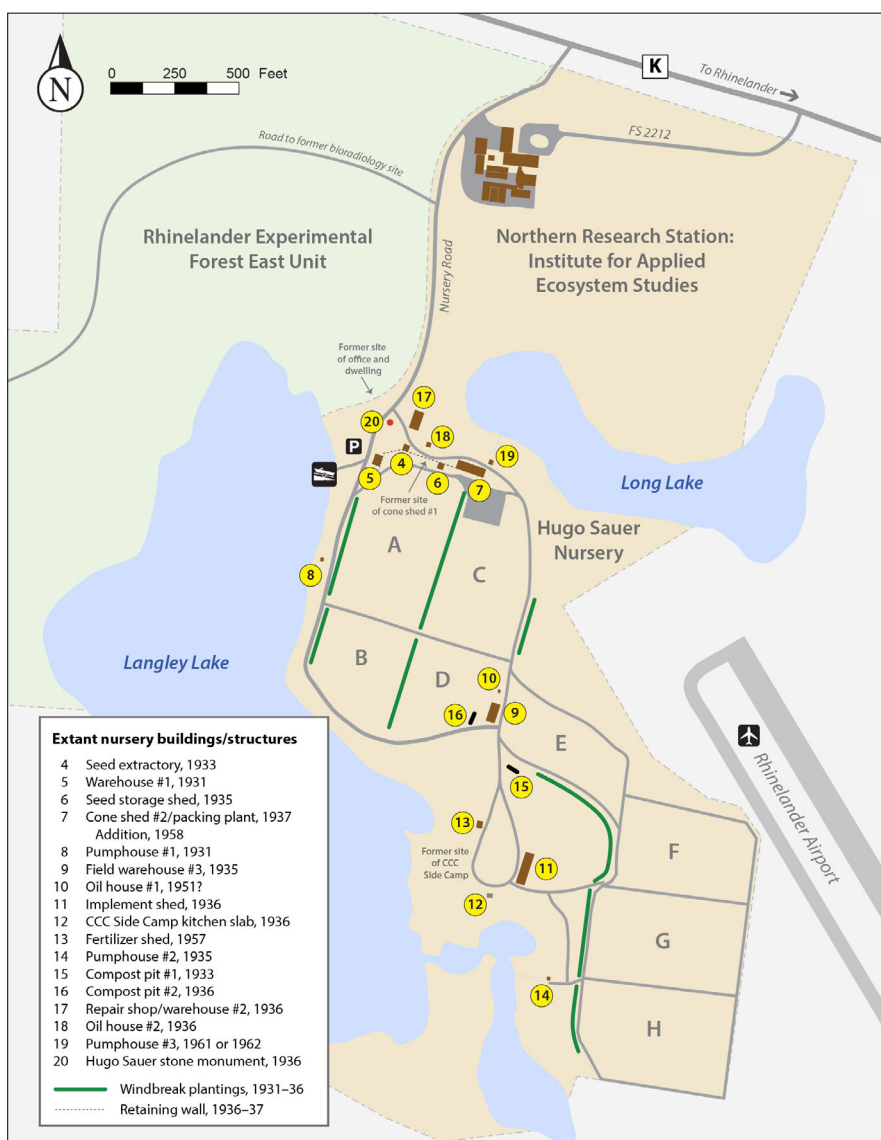 N
0 250 500 Feet
K
To Rhinelander
FS 2212
Road to former bioradiology site
Nursery Road
Rhinelander Experimental
Forest East Unit
Northern Research Station:
Institute for Applied
Ecosystem Studies
Former site
of office and
dwelling
17
20
18
P
4
19
5
6
7
Former site
of cone shed #1
Long Lake
Hugo Sauer
Nursery
A
C
8
B
Langley Lake
D
10
16
9
E
15
Rhinelander Airport
13
Former site
of CCC
Side Camp
11
F
12
G
14
H
Extant nursery buildings/structures
4 Seed extractory, 1933
5 Warehouse #1, 1931
6 Seed storage shed, 1935
7 Cone shed #2/packing plant, 1937
Addition, 1958
8 Pumphouse #1, 1931
9 Field warehouse #3, 1935
10 Oil house #1, 1951?
11 Implement shed, 1936
12 CCC Side Camp kitchen slab, 1936
13 Fertilizer shed, 1957
14 Pumphouse #2, 1935
15 Compost pit #1, 1933
16 Compost pit #2, 1936
17 Repair shop/warehouse #2, 1936
18 Oil house #2, 1936
19 Pumphouse #3, 1961 or 1962
20 Hugo Sauer stone monument, 1936
Windbreak plantings, 1931–36
Retaining wall, 1936–37